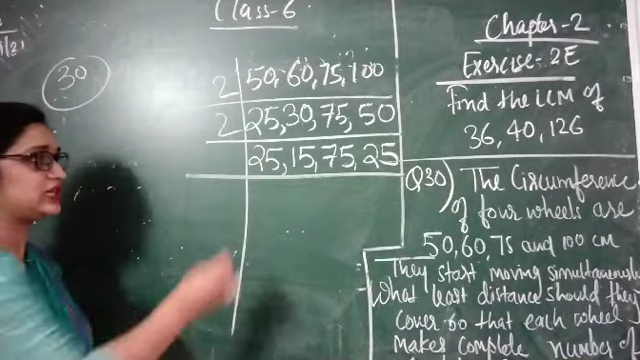 Class-6
30
2 | 50, 60, 75, 100
2 | 25, 30, 75, 50
25, 15, 75, 25
Chapter-2
Exercise-2E
Find the LCM of
36, 40, 126
Q30) The Circumference
of four wheels are
50, 60, 75 and 100 cm
They start moving simultaneously
What least distance should they
cover so that each wheel
Makes complete number of